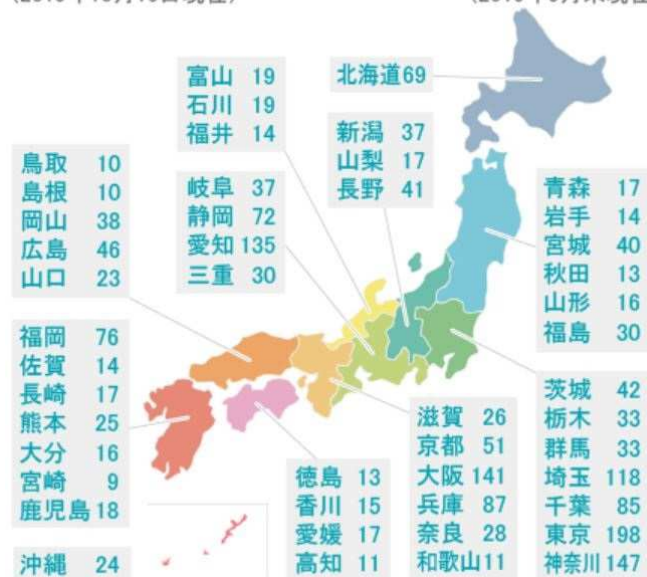 富山 19
石川 19
福井 14
北海道69
新潟 37
山梨 17
長野 41
鳥取 10
島根 10
岡山 38
広島 46
山口 23
岐阜 37
静岡 72
愛知 135
三重 30
青森 17
岩手 14
宮城 40
秋田 13
山形 16
福島 30
福岡 76
佐賀 14
長崎 17
熊本 25
大分 16
宮崎 9
鹿児島 18
沖縄 24
徳島 13
香川 15
愛媛 17
高知 11
滋賀 26
京都 51
大阪 141
兵庫 87
奈良 28
和歌山11
茨城 42
栃木 33
群馬 33
埼玉 118
千葉 85
東京 198
神奈川147